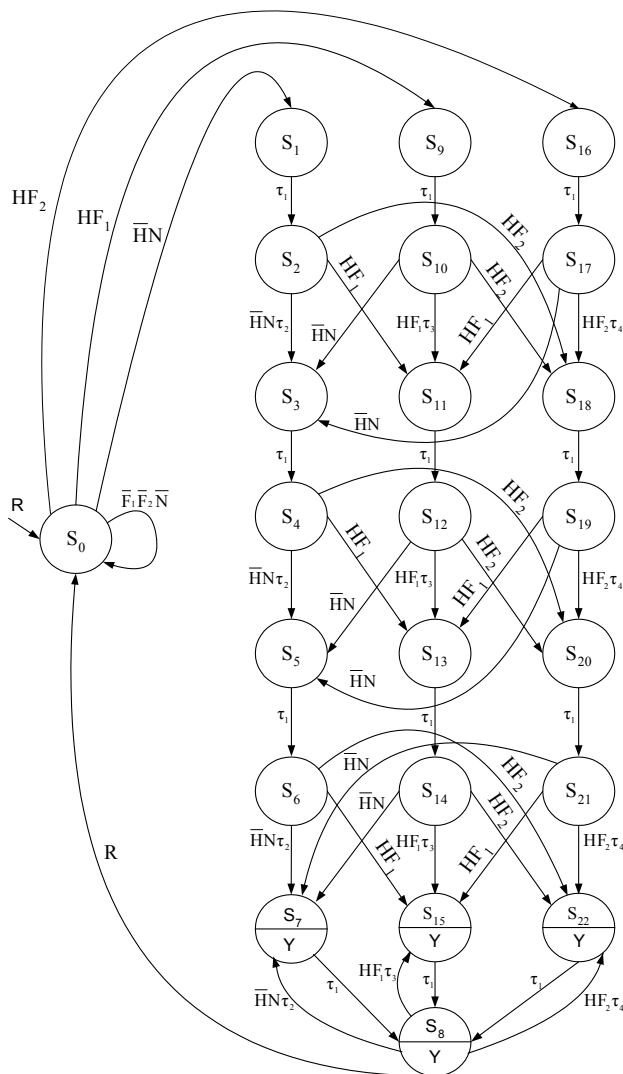 S₁ S₉ S₁₆
HF₂ HF₁ H̅N τ₁ τ₁ τ₁
HF₂
S₂ S₁₀ S₁₇
HF₁ HF₂ HF₁
H̅Nτ₂ H̅N HF₁τ₃ HF₂τ₄
S₃ S₁₁ S₁₈
H̅N
τ₁ τ₁ τ₁
HF₂
R F̅₁F̅₂N̅
S₀ S₄ S₁₂ S₁₉
HF₁ HF₂ HF₁
H̅Nτ₂ H̅N HF₁τ₃ HF₂τ₄
S₅ S₁₃ S₂₀
H̅N
τ₁ τ₁ τ₁
H̅N HF₂
S₆ S₁₄ S₂₁
H̅N HF₂
H̅Nτ₂ HF₁ HF₁τ₃ HF₁ HF₂τ₄
R
S₇ S₁₅ S₂₂
Y Y Y
τ₁ HF₁τ₃ τ₁ τ₁
H̅Nτ₂ HF₂τ₄
S₈
Y